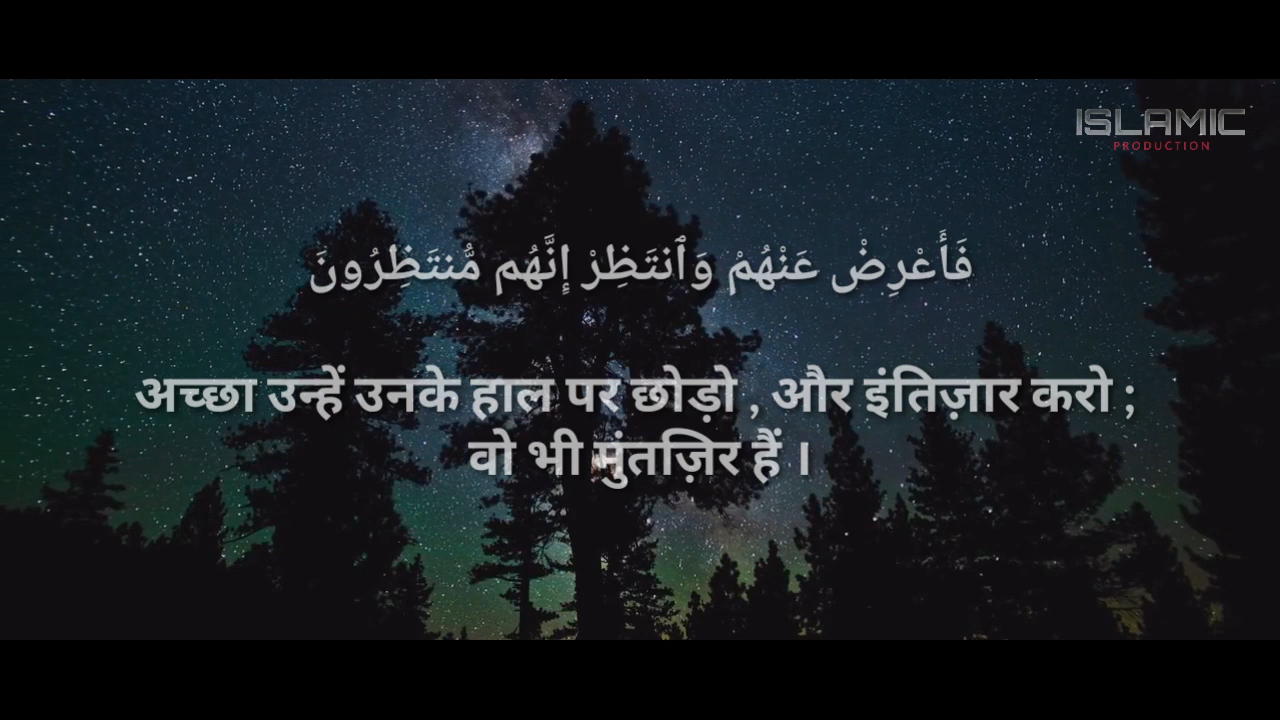 ISLAMIC
PRODUCTION
فَأَعْرِضْ عَنْهُمْ وَٱنتَظِرْ إِنَّهُم مُّنتَظِرُونَ
अच्छा उन्हें उनके हाल पर छोड़ो , और इंतिज़ार करो ;
वो भी मुंतज़िर हैं ।